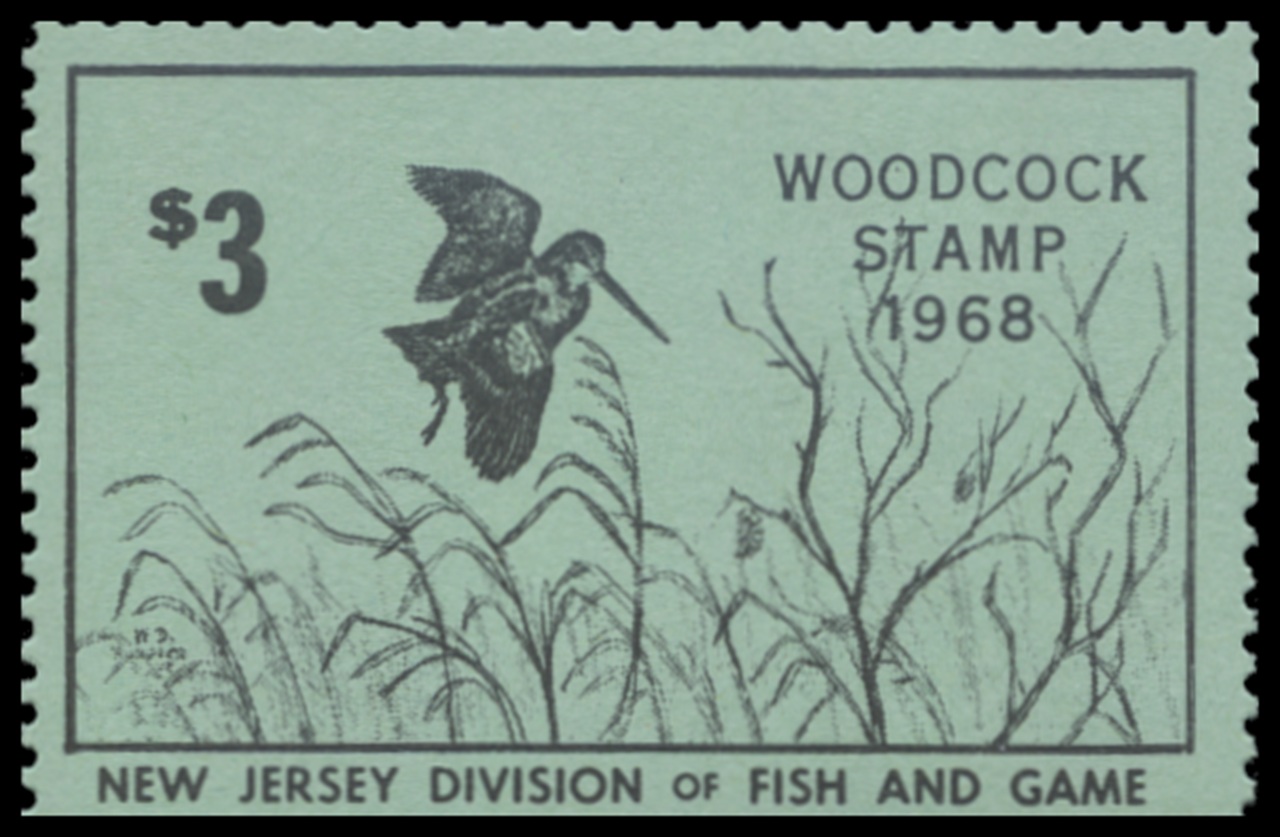 $3
WOODCOCK
STAMP
1968
NEW JERSEY DIVISION OF FISH AND GAME